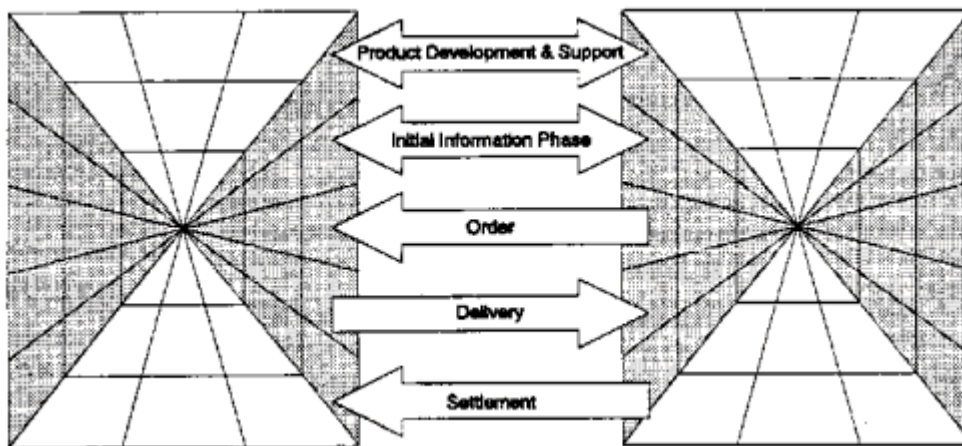 Product Development & Support
Initial Information Phase
Order
Delivery
Settlement